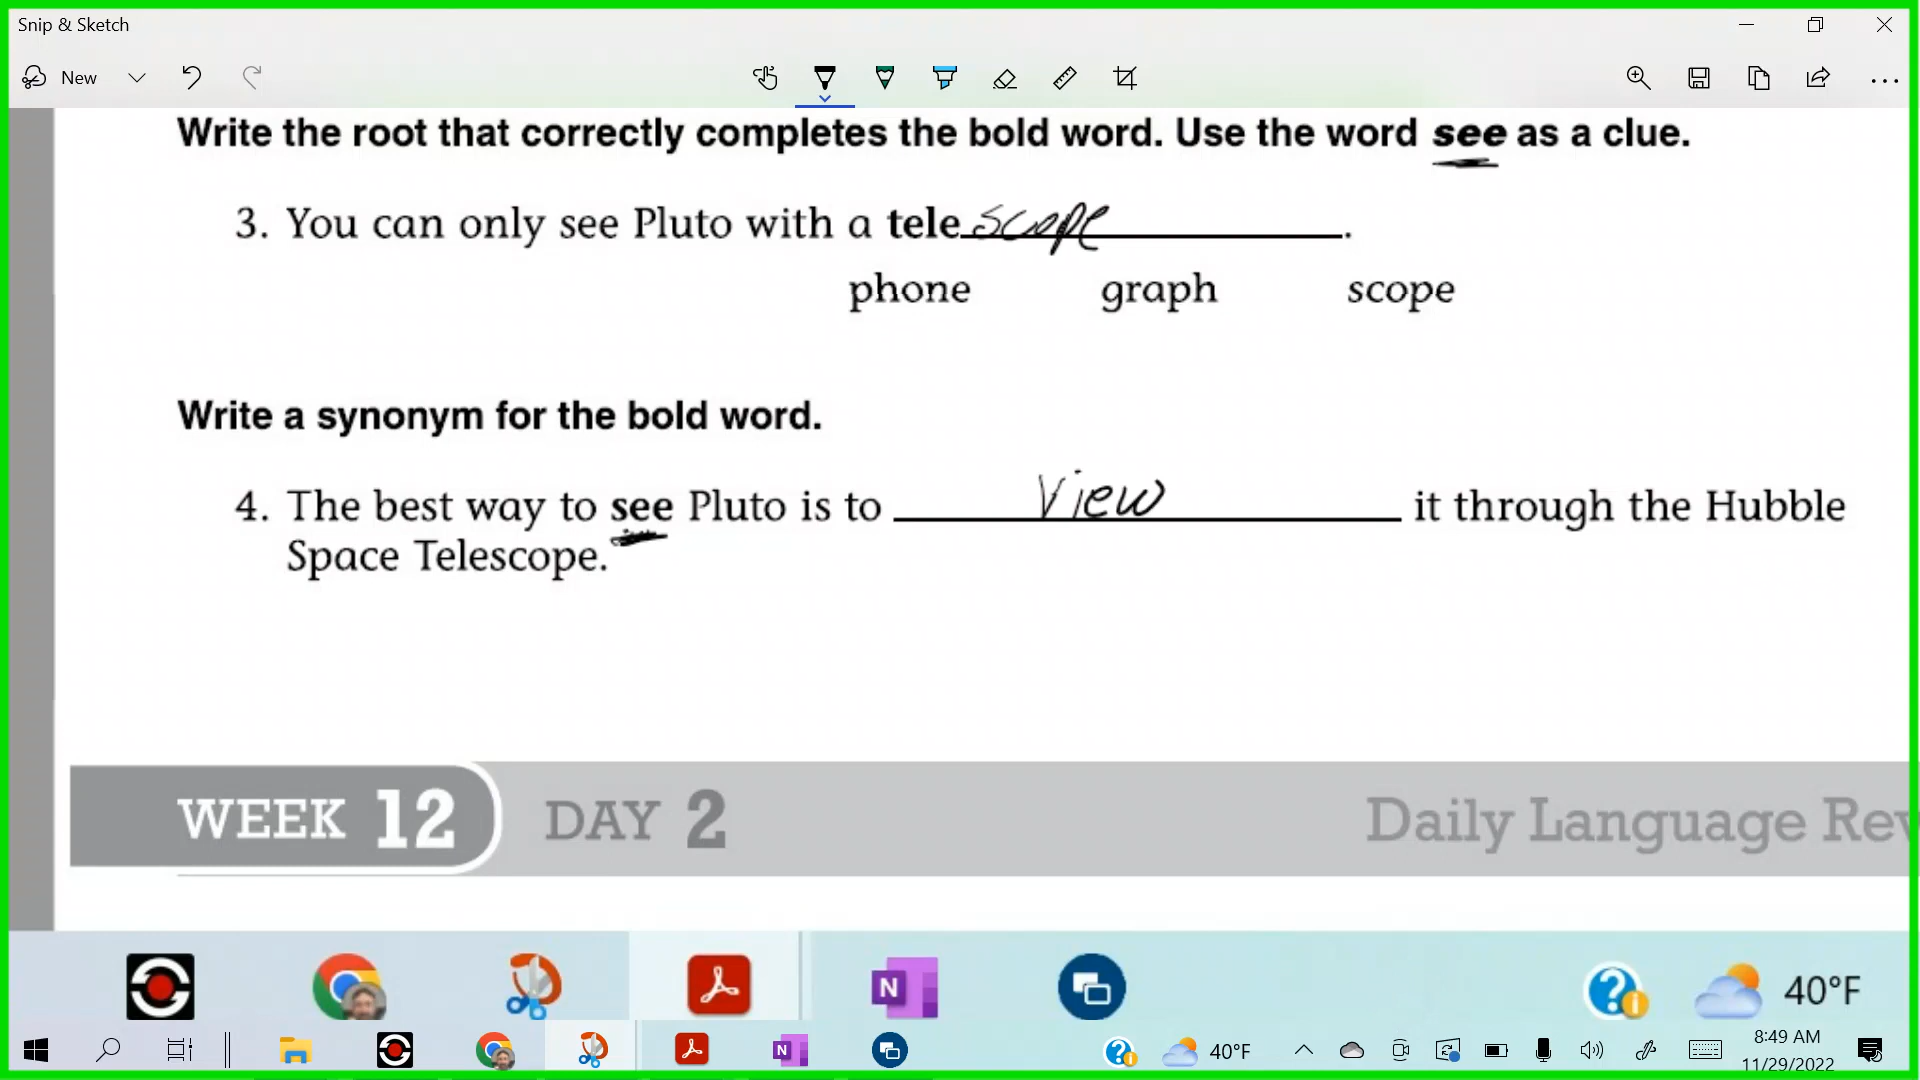 Snip & Sketch
New
Write the root that correctly completes the bold word. Use the word see as a clue.
3. You can only see Pluto with a telescope.
phone graph scope
Write a synonym for the bold word.
4. The best way to see Pluto is to view it through the Hubble
Space Telescope.
WEEK 12 DAY 2 Daily Language Rev
N 40°F
N 40°F 8:49 AM
11/29/2022